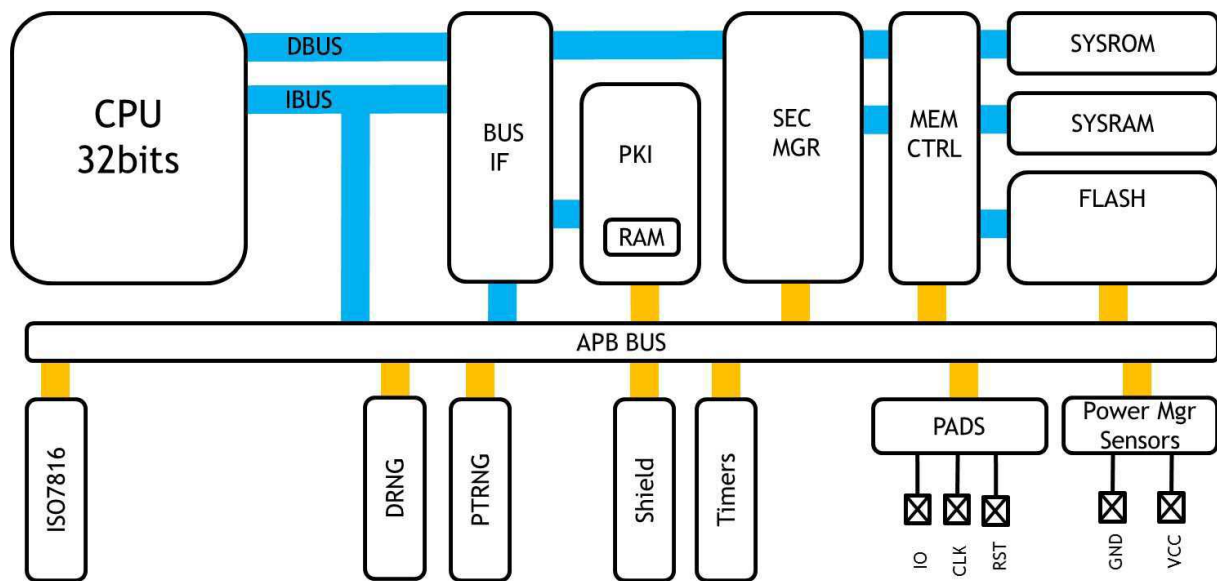 CPU
32bits
DBUS
IBUS
BUS
IF
PKI
RAM
SEC
MGR
MEM
CTRL
SYSROM
SYSRAM
FLASH
APB BUS
ISO7816
DRNG
PTRNG
Shield
Timers
PADS
IO
CLK
RST
Power Mgr
Sensors
GND
VCC